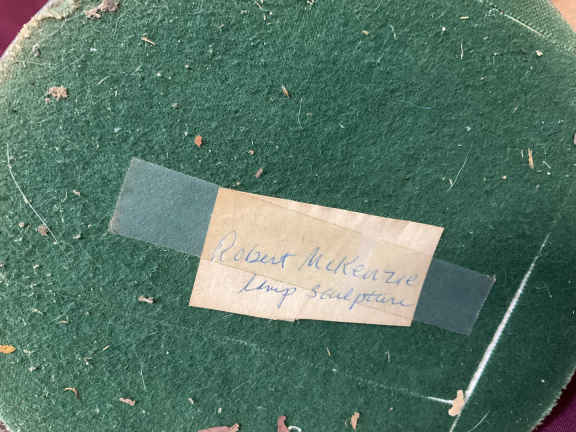 Robert McKenzie
lamp sculpture